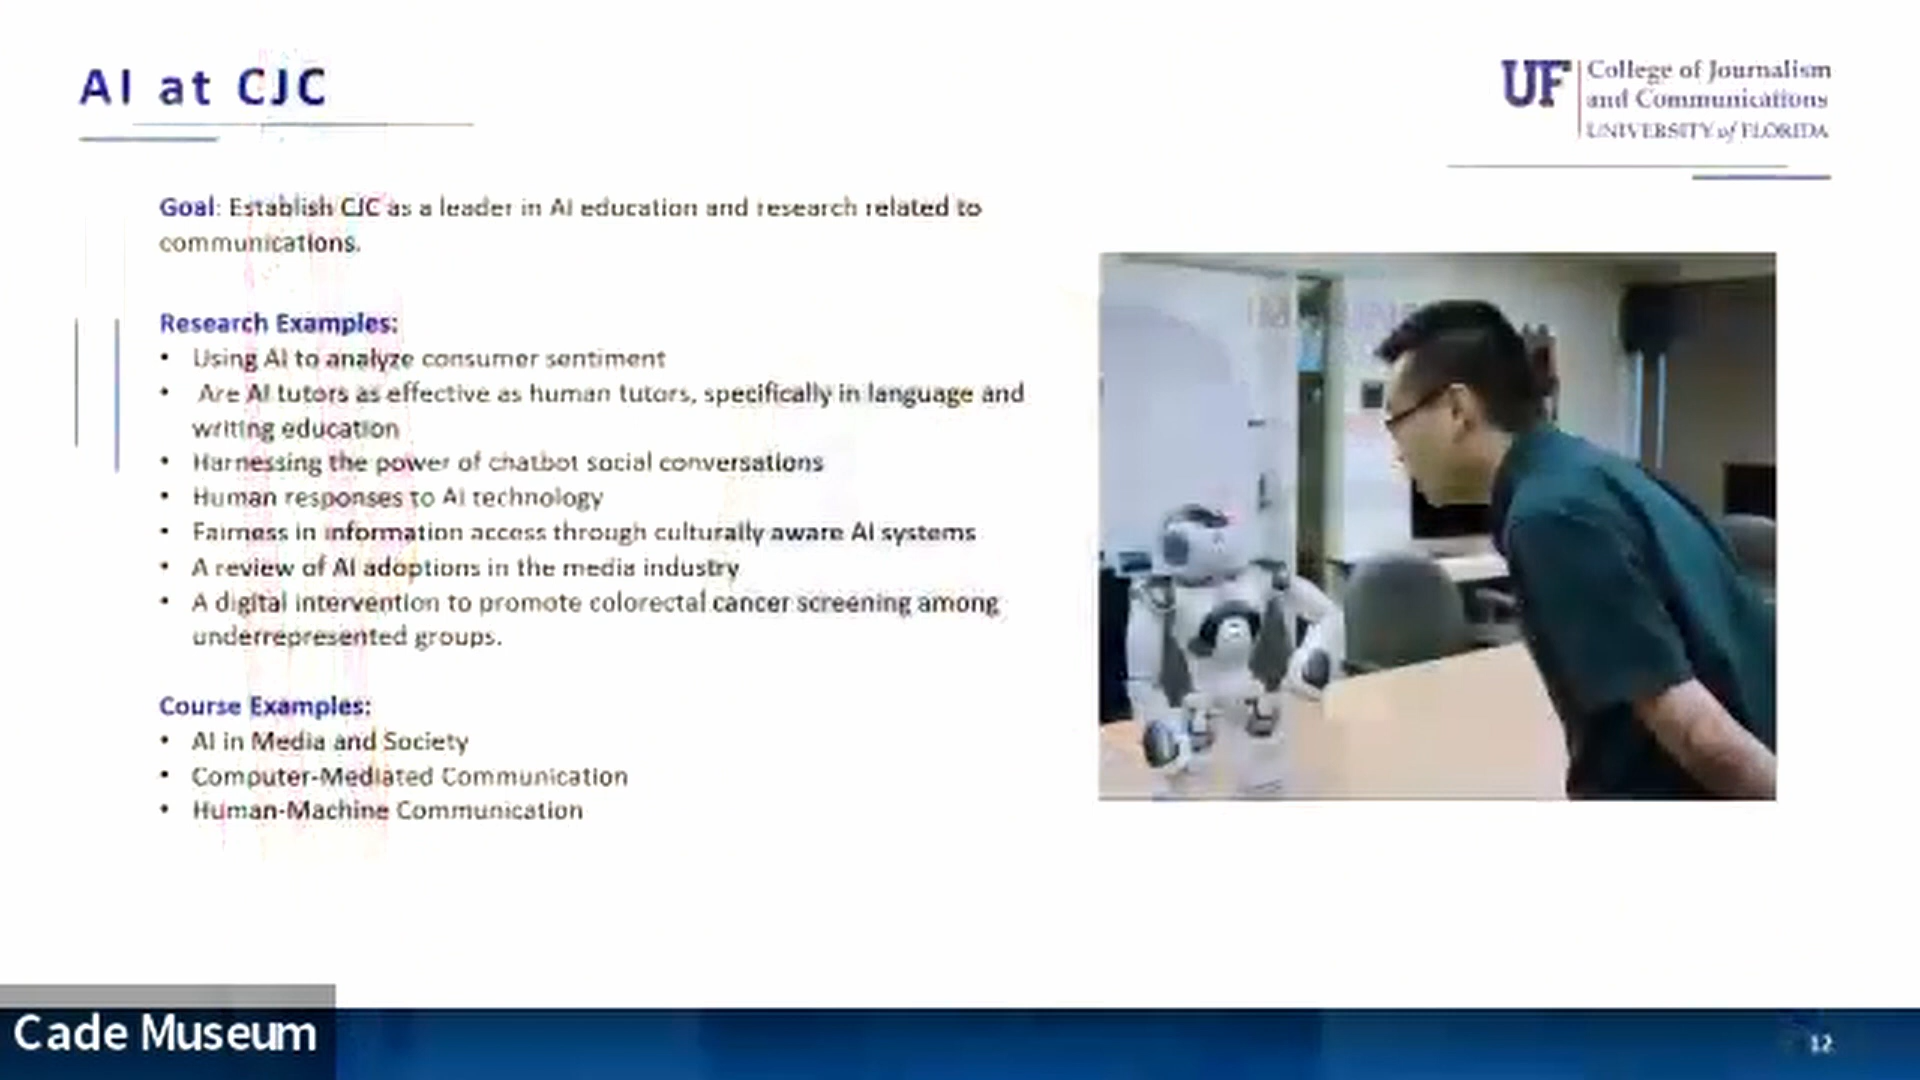 AI at CJC
UF
College of Journalism
and Communications
UNIVERSITY of FLORIDA
Goal: Establish CJC as a leader in AI education and research related to
communications.
Research Examples:
• Using AI to analyze consumer sentiment
• Are AI tutors as effective as human tutors, specifically in language and
writing education
• Harnessing the power of chatbot social conversations
• Human responses to AI technology
• Fairness in information access through culturally aware AI systems
• A review of AI adoptions in the media industry
• A digital intervention to promote colorectal cancer screening among
underrepresented groups.
Course Examples:
• AI in Media and Society
• Computer-Mediated Communication
• Human-Machine Communication
Cade Museum
12